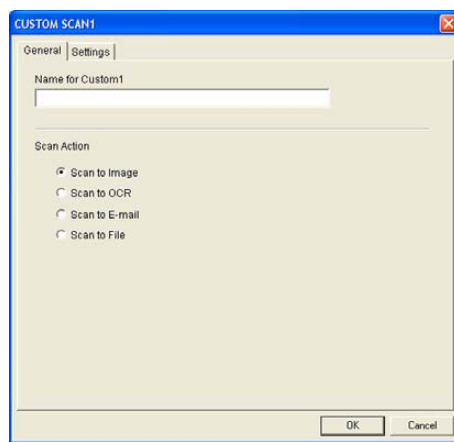 CUSTOM SCAN1
General Settings
Name for Custom1
Scan Action
Scan to Image
Scan to OCR
Scan to E-mail
Scan to File
OK Cancel